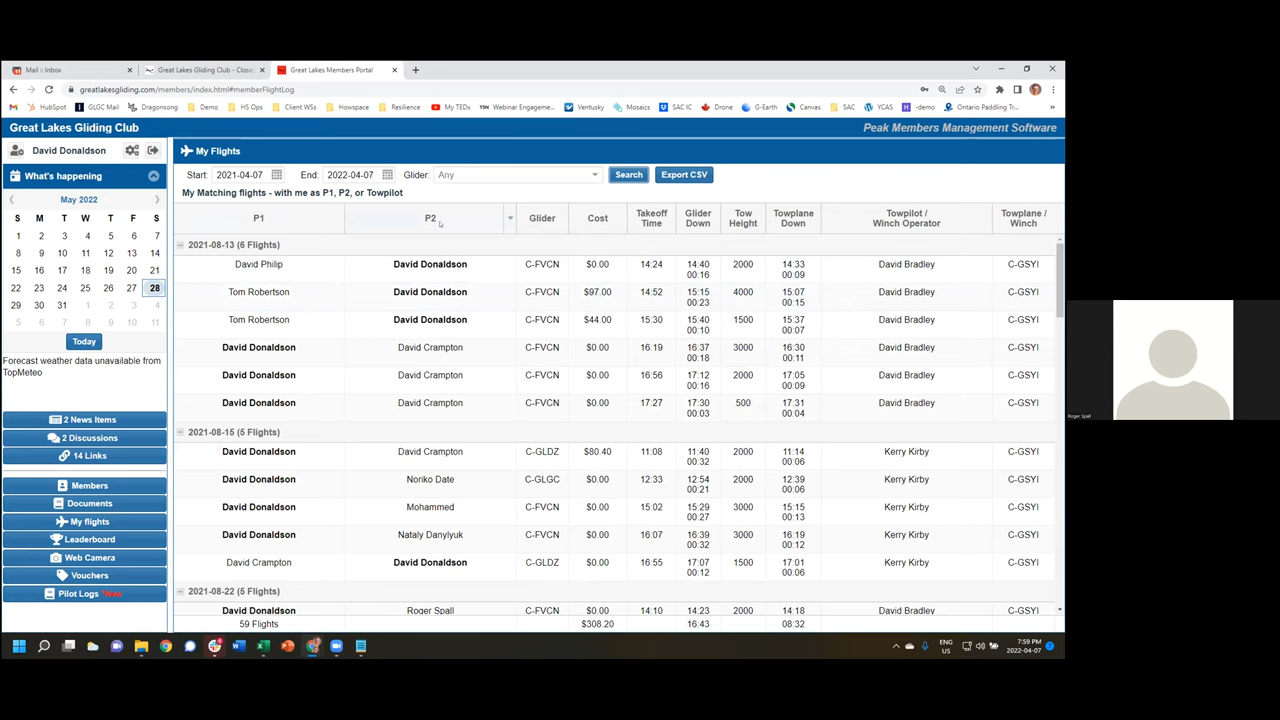 Mail :: Inbox
Great Lakes Gliding Club - Close
Great Lakes Members Portal
greatlakesgliding.com/members/index.html#memberFlightLog
HubSpot GLGC Mail Dragonsong Demo HS Ops Client WSs Howspace Resilience My TEDx Webinar Engageme... Ventusky Mosaics SAC IC Drone G-Earth Canvas SAC YCAS -demo Ontario Paddling Tr...
Great Lakes Gliding Club
Peak Members Management Software
David Donaldson
My Flights
What's happening
Start: 2021-04-07 End: 2022-04-07 Glider: Any Search Export CSV
My Matching flights - with me as P1, P2, or Towpilot
May 2022
S M T W T F S
1 2 3 4 5 6 7
8 9 10 11 12 13 14
15 16 17 18 19 20 21
22 23 24 25 26 27 28
29 30 31 1 2 3 4
5 6 7 8 9 10 11
Today
Forecast weather data unavailable from
TopMeteo
2 News Items
2 Discussions
14 Links
Members
Documents
My flights
Leaderboard
Web Camera
Vouchers
Pilot Logs *New
P1 P2 Glider Cost Takeoff Time Glider Down Tow Height Towplane Down Towpilot / Winch Operator Towplane / Winch
2021-08-13 (6 Flights)
David Philip David Donaldson C-FVCN $0.00 14:24 14:40 2000 14:33 David Bradley C-GSYI
00:16 00:09
Tom Robertson David Donaldson C-FVCN $97.00 14:52 15:15 4000 15:07 David Bradley C-GSYI
00:23 00:15
Tom Robertson David Donaldson C-FVCN $44.00 15:30 15:40 1500 15:37 David Bradley C-GSYI
00:10 00:07
David Donaldson David Crampton C-FVCN $0.00 16:19 16:37 3000 16:30 David Bradley C-GSYI
00:18 00:11
David Donaldson David Crampton C-FVCN $0.00 16:56 17:12 2000 17:05 David Bradley C-GSYI
00:16 00:09
David Donaldson David Crampton C-FVCN $0.00 17:27 17:30 500 17:31 David Bradley C-GSYI
00:03 00:04
2021-08-15 (5 Flights)
David Donaldson David Crampton C-GLDZ $80.40 11:08 11:40 2000 11:14 Kerry Kirby C-GSYI
00:32 00:06
David Donaldson Noriko Date C-GLGC $0.00 12:33 12:54 2000 12:39 Kerry Kirby C-GSYI
00:21 00:06
David Donaldson Mohammed C-FVCN $0.00 15:02 15:29 3000 15:15 Kerry Kirby C-GSYI
00:27 00:13
David Donaldson Nataly Danylyuk C-FVCN $0.00 16:07 16:39 3000 16:19 Kerry Kirby C-GSYI
00:32 00:12
David Crampton David Donaldson C-GLDZ $0.00 16:55 17:07 1500 17:01 Kerry Kirby C-GSYI
00:12 00:06
2021-08-22 (5 Flights)
David Donaldson Roger Spall C-FVCN $0.00 14:10 14:23 2000 14:18 David Bradley C-GSYI
59 Flights $308.20 16:43 08:32
ENG
US
7:59 PM
2022-04-07
Roger Spall